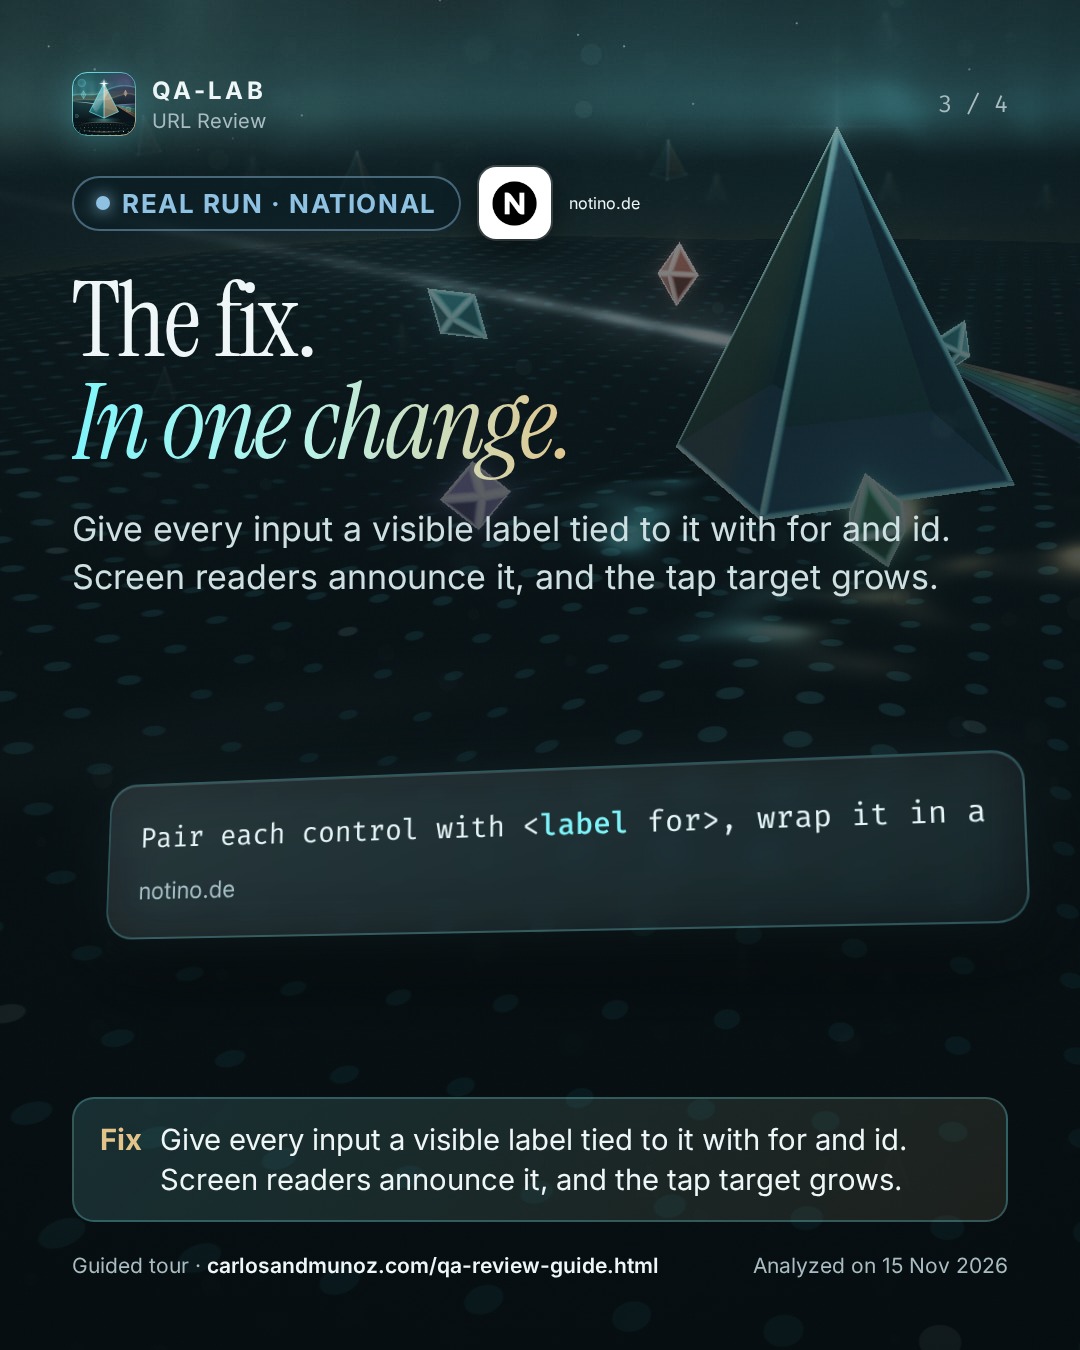 QA-LAB
URL Review
3 / 4
REAL RUN · NATIONAL
N
notino.de
The fix.
In one change.
Give every input a visible label tied to it with for and id.
Screen readers announce it, and the tap target grows.
Pair each control with <label for>, wrap it in a
notino.de
Fix Give every input a visible label tied to it with for and id.
Screen readers announce it, and the tap target grows.
Guided tour · carlosandmunoz.com/qa-review-guide.html
Analyzed on 15 Nov 2026